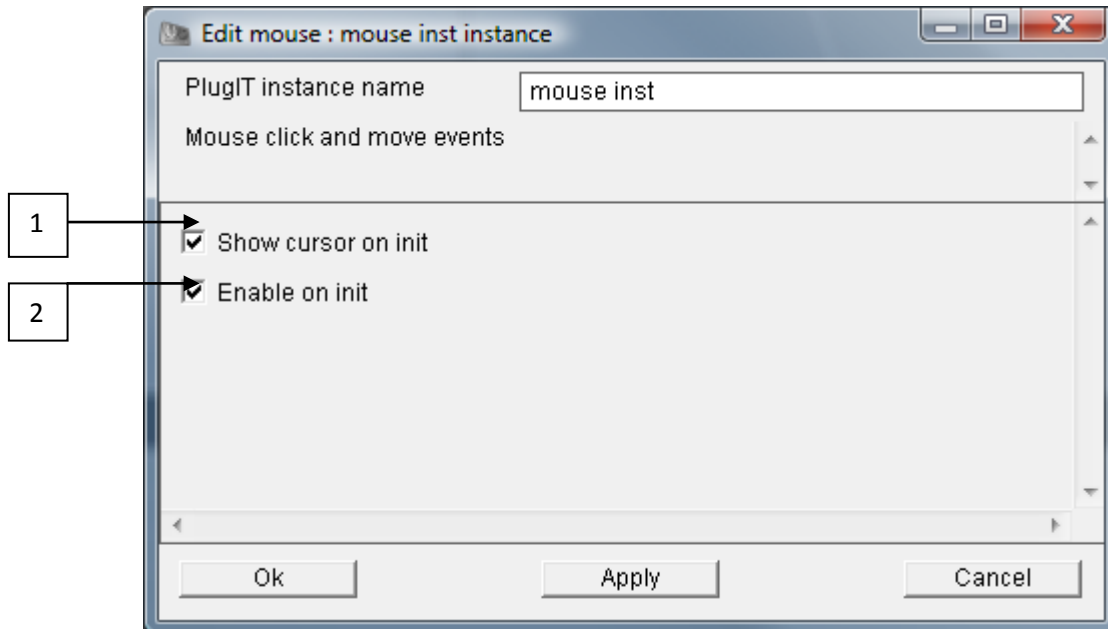 Edit mouse : mouse inst instance
PlugIT instance name mouse inst
Mouse click and move events
1
Show cursor on init
Enable on init
2
Ok Apply Cancel